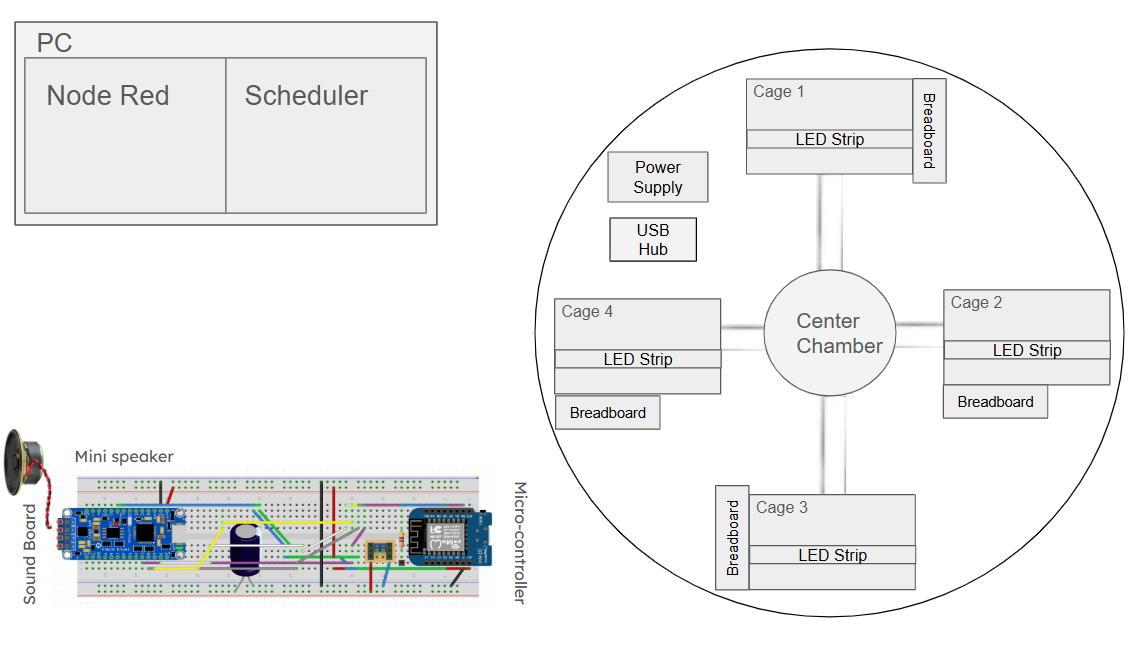 PC
Node Red
Scheduler
Cage 1
LED Strip
Breadboard
Power
Supply
USB
Hub
Cage 4
LED Strip
Breadboard
Center
Chamber
Cage 2
LED Strip
Breadboard
Cage 3
LED Strip
Breadboard
Mini speaker
Sound Board
Micro-controller